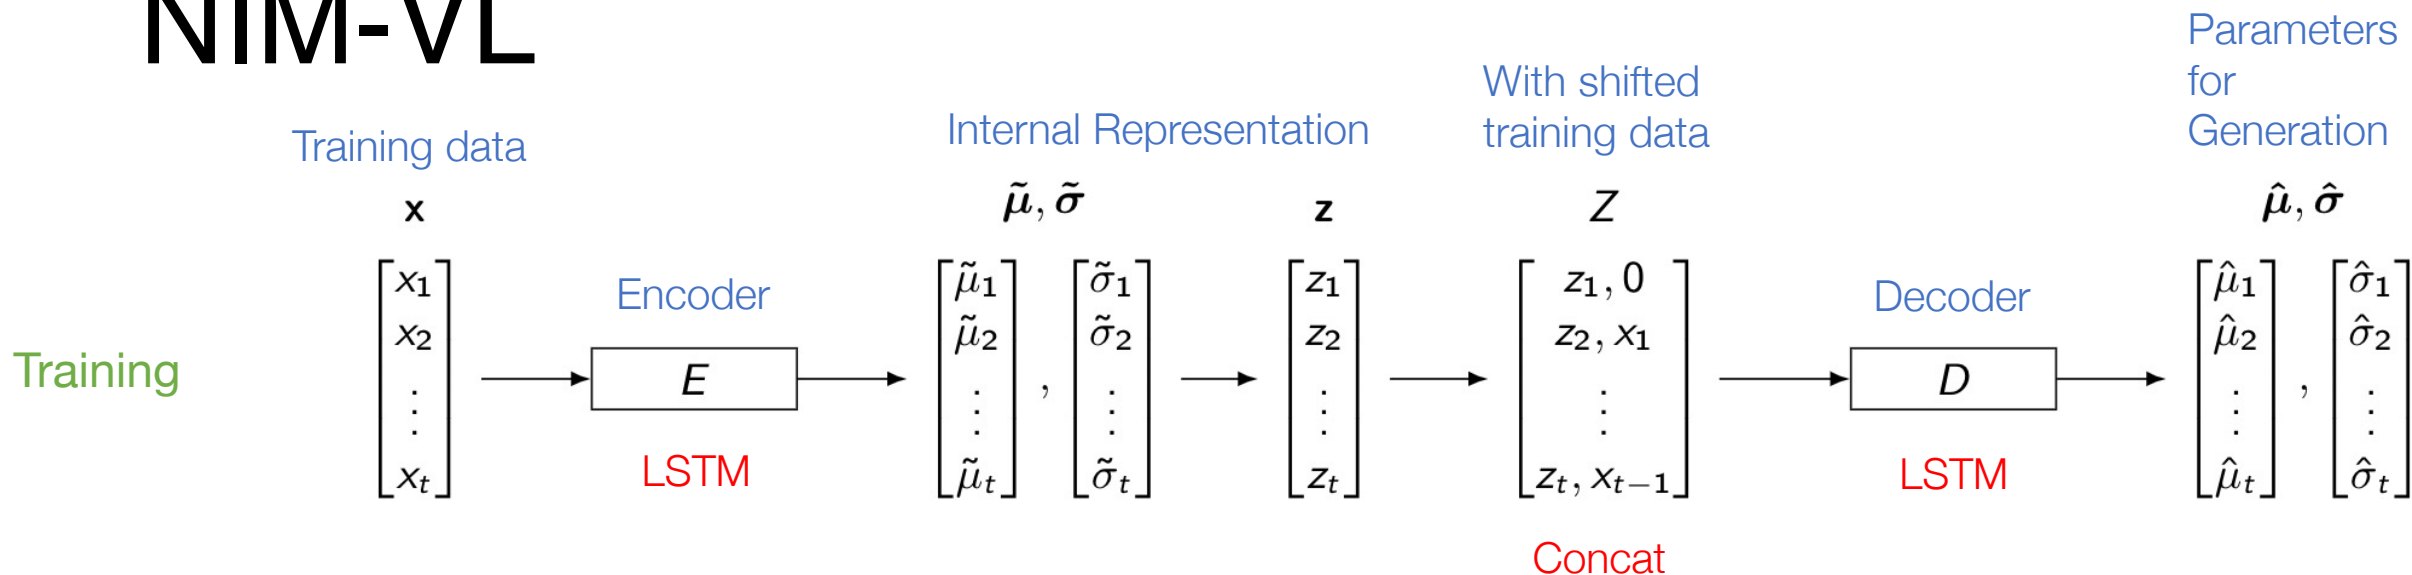 NIM-VL
Training data
Internal Representation
With shifted
training data
Parameters
for
Generation
x
μ̃, σ̃
z
Z
μ̂, σ̂
Training
x₁
x₂
⋮
xₜ
Encoder
E
LSTM
μ̃₁
μ̃₂
⋮
μ̃ₜ
,
σ̃₁
σ̃₂
⋮
σ̃ₜ
z₁
z₂
⋮
zₜ
z₁, 0
z₂, x₁
⋮
zₜ, xₜ₋₁
Concat
Decoder
D
LSTM
μ̂₁
μ̂₂
⋮
μ̂ₜ
,
σ̂₁
σ̂₂
⋮
σ̂ₜ